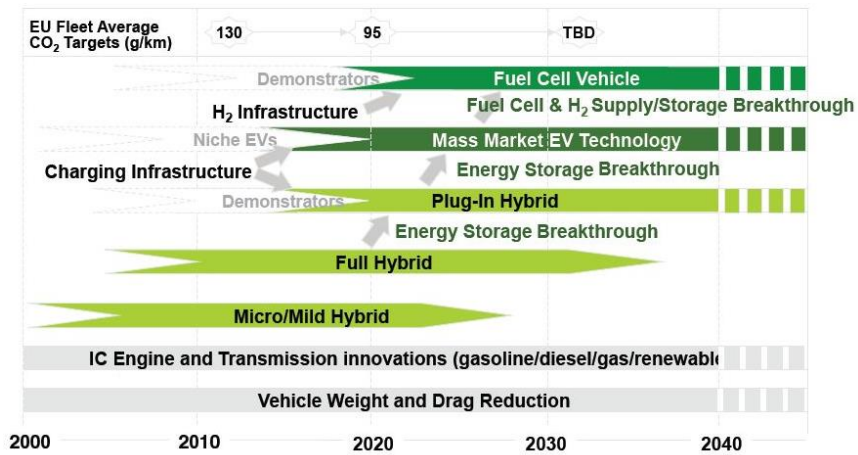 EU Fleet Average
CO₂ Targets (g/km)
130
95
TBD
Demonstrators
Fuel Cell Vehicle
H₂ Infrastructure
Fuel Cell & H₂ Supply/Storage Breakthrough
Niche EVs
Mass Market EV Technology
Charging Infrastructure
Energy Storage Breakthrough
Demonstrators
Plug-In Hybrid
Energy Storage Breakthrough
Full Hybrid
Micro/Mild Hybrid
IC Engine and Transmission innovations (gasoline/diesel/gas/renewable
Vehicle Weight and Drag Reduction
2000 2010 2020 2030 2040